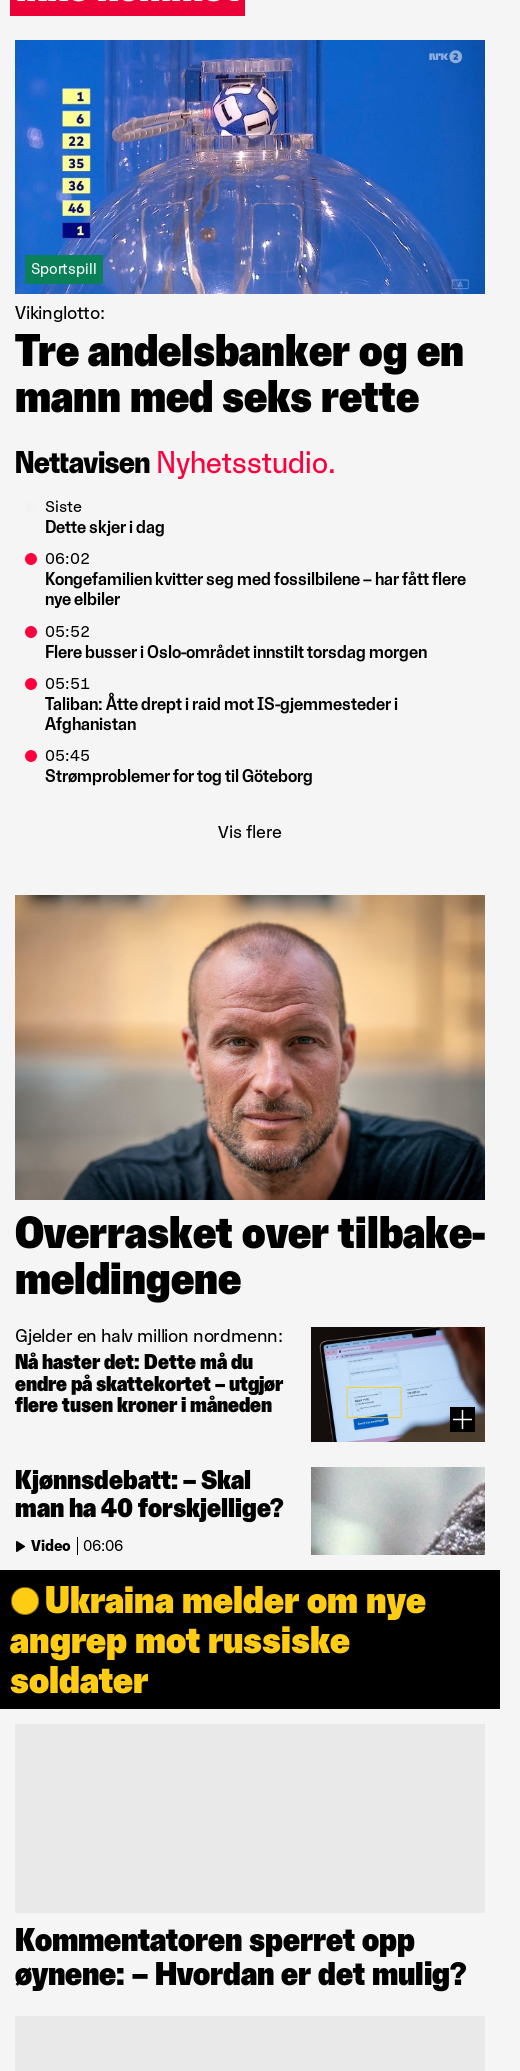 nrk 2
1
6
22
35
36
46
1
Sportspill
Vikinglotto:
Tre andelsbanker og en
mann med seks rette
Nettavisen Nyhetsstudio.
Siste
Dette skjer i dag
06:02
Kongefamilien kvitter seg med fossilbilene – har fått flere
nye elbiler
05:52
Flere busser i Oslo-området innstilt torsdag morgen
05:51
Taliban: Åtte drept i raid mot IS-gjemmesteder i
Afghanistan
05:45
Strømproblemer for tog til Göteborg
Vis flere
Overrasket over tilbake-
meldingene
Gjelder en halv million nordmenn:
Nå haster det: Dette må du
endre på skattekortet – utgjør
flere tusen kroner i måneden
Kjønnsdebatt: – Skal
man ha 40 forskjellige?
Video 06:06
Ukraina melder om nye
angrep mot russiske
soldater
Kommentatoren sperret opp
øynene: – Hvordan er det mulig?